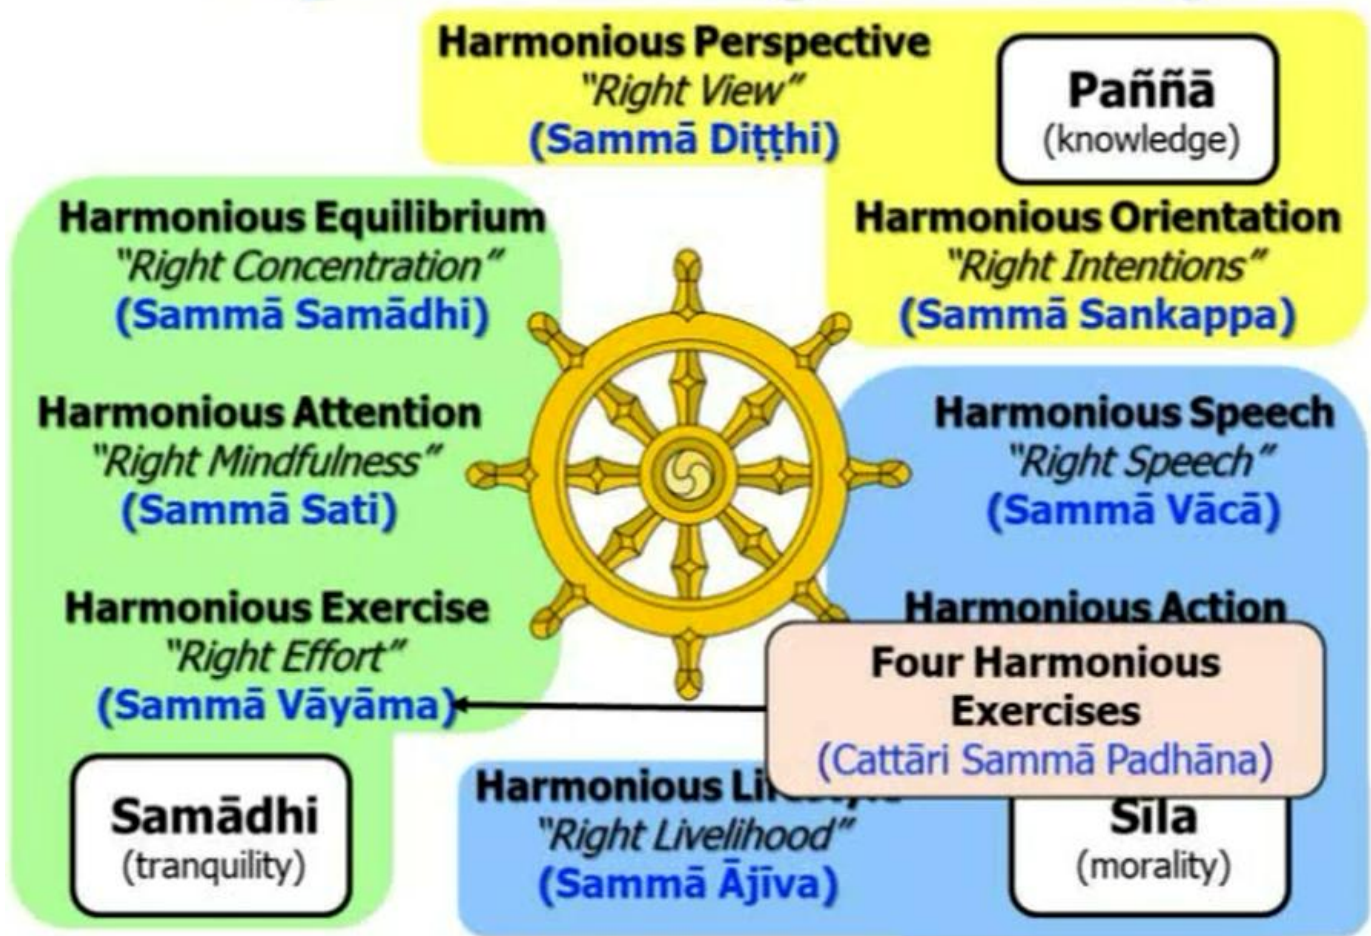 Harmonious Perspective
“Right View”
(Sammā Diṭṭhi)
Paññā
(knowledge)
Harmonious Orientation
“Right Intentions”
(Sammā Sankappa)
Harmonious Speech
“Right Speech”
(Sammā Vācā)
Harmonious Action
Four Harmonious
Exercises
(Cattāri Sammā Padhāna)
Sīla
(morality)
Harmonious
“Right Livelihood”
(Sammā Ājīva)
Harmonious Exercise
“Right Effort”
(Sammā Vāyāma)
Harmonious Attention
“Right Mindfulness”
(Sammā Sati)
Harmonious Equilibrium
“Right Concentration”
(Sammā Samādhi)
Samādhi
(tranquility)